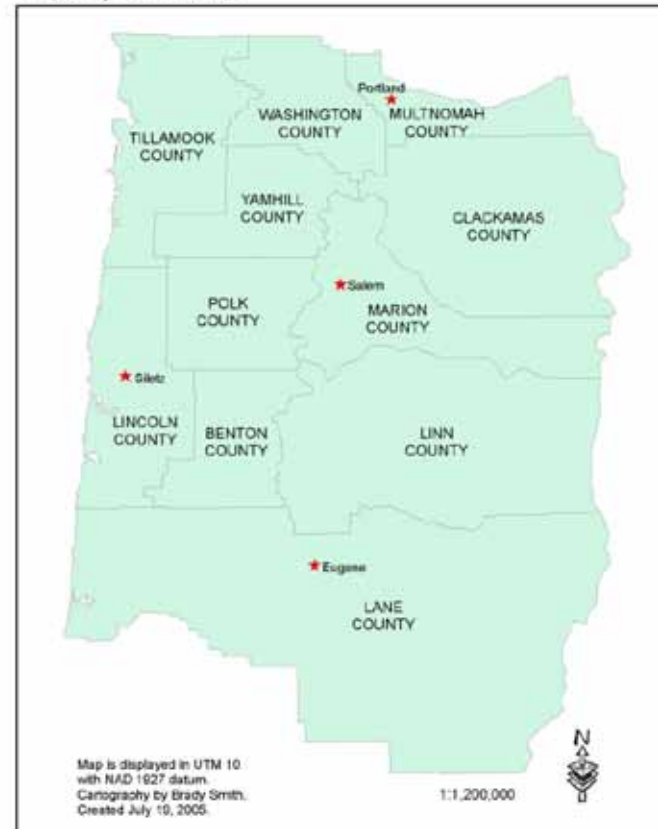 Portland
WASHINGTON
COUNTY
MULTNOMAH
COUNTY
TILLAMOOK
COUNTY
YAMHILL
COUNTY
CLACKAMAS
COUNTY
Salem
POLK
COUNTY
MARION
COUNTY
Siletz
LINCOLN
COUNTY
BENTON
COUNTY
LINN
COUNTY
Eugene
LANE
COUNTY
N
Map is displayed in UTM 10
with NAD 1927 datum.
Cartography by Brady Smith.
Created July 19, 2005.
1:1,200,000